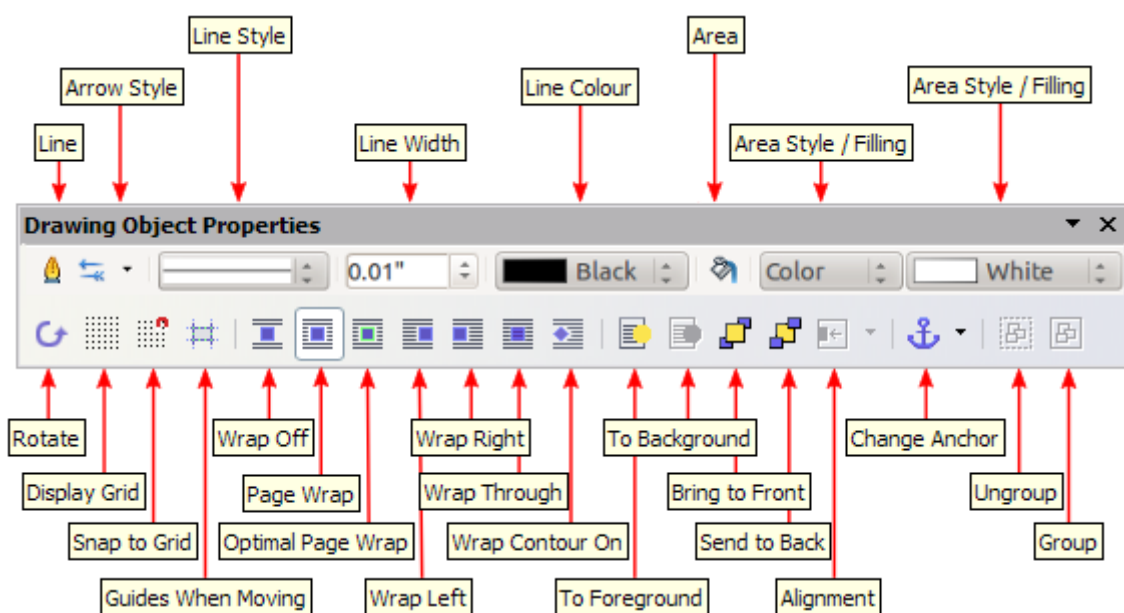 Line Style
Area
Arrow Style
Line Colour
Area Style / Filling
Line
Line Width
Area Style / Filling
Drawing Object Properties
0.01"
Black
Color
White
Rotate
Wrap Off
Wrap Right
To Background
Change Anchor
Display Grid
Page Wrap
Wrap Through
Bring to Front
Ungroup
Snap to Grid
Optimal Page Wrap
Wrap Contour On
Send to Back
Group
Guides When Moving
Wrap Left
To Foreground
Alignment